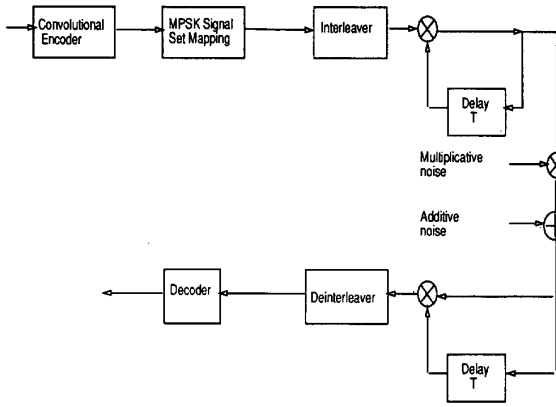 Convolutional
Encoder
MPSK Signal
Set Mapping
Interleaver
Delay
T
Multiplicative
noise
Additive
noise
Decoder
Deinterleaver
Delay
T